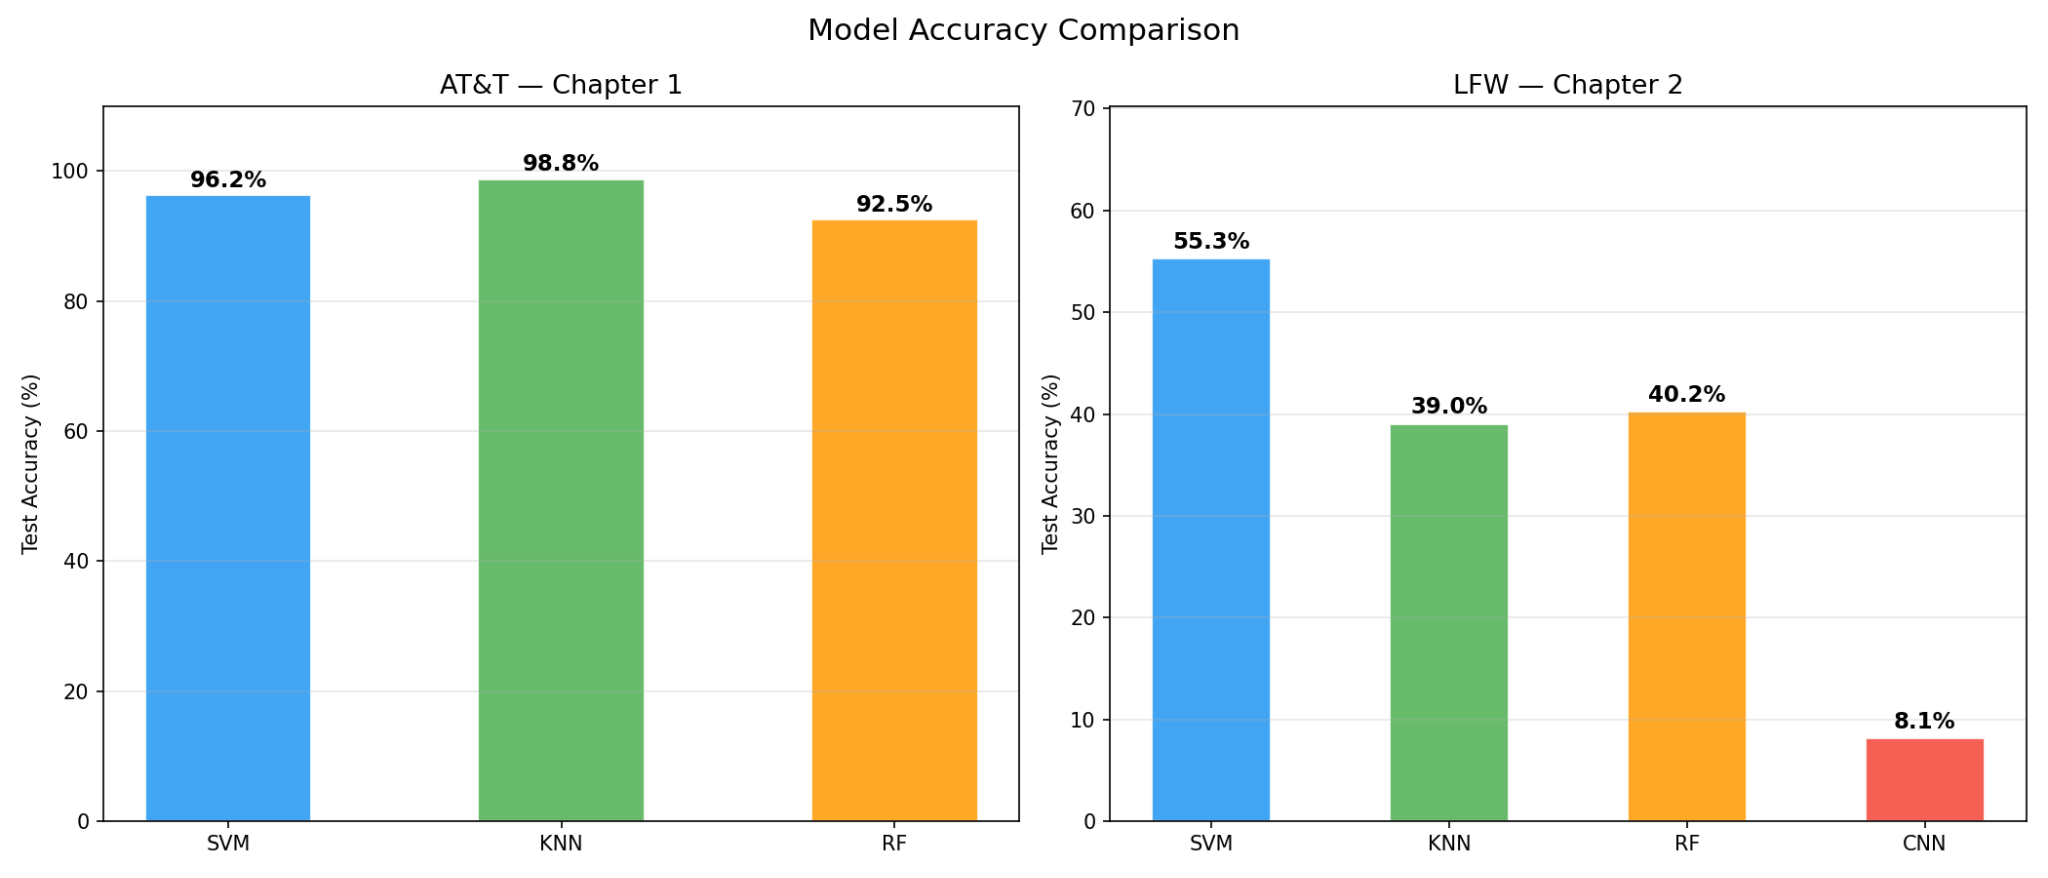 Model Accuracy Comparison
AT&T — Chapter 1
Test Accuracy (%)
100
80
60
40
20
0
96.2%
98.8%
92.5%
SVM
KNN
RF
LFW — Chapter 2
Test Accuracy (%)
70
60
50
40
30
20
10
0
55.3%
39.0%
40.2%
8.1%
SVM
KNN
RF
CNN